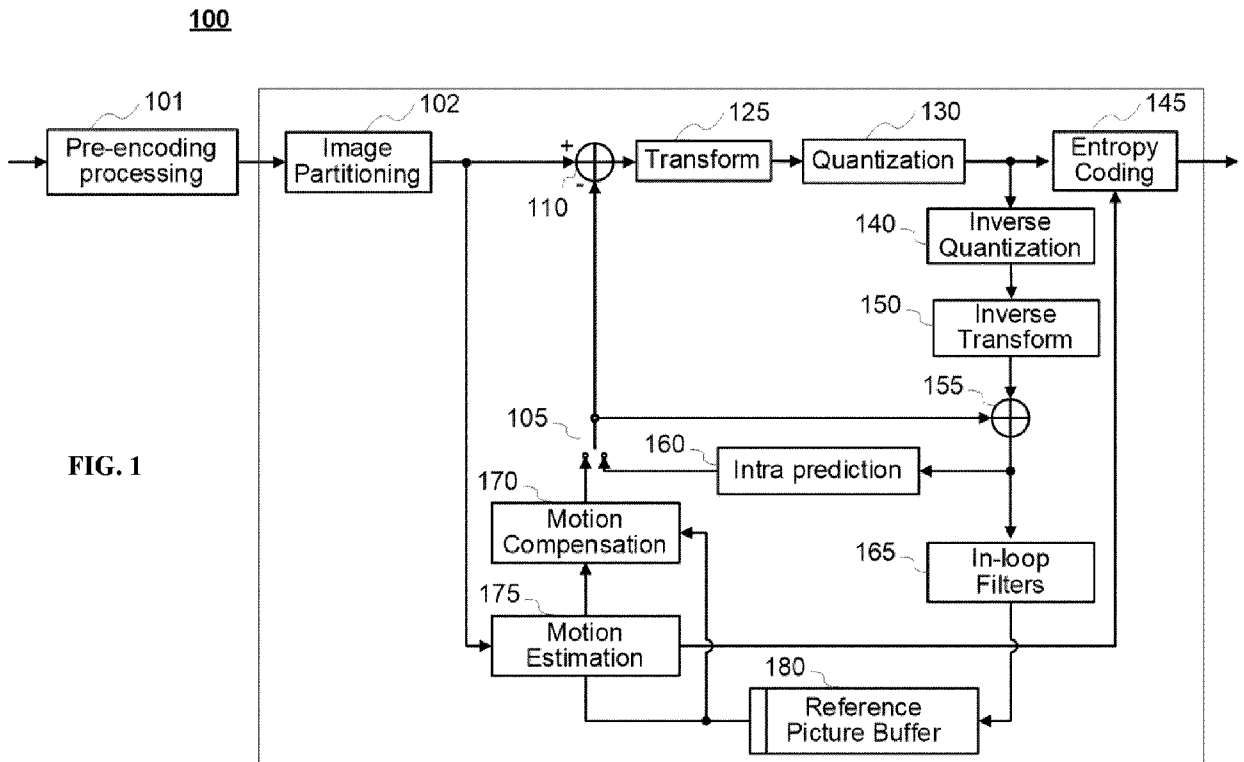 100
101
Pre-encoding
processing
102
Image
Partitioning
+
-
110
125
Transform
130
Quantization
145
Entropy
Coding
140
Inverse
Quantization
150
Inverse
Transform
155
105
160
Intra prediction
FIG. 1
170
Motion
Compensation
165
In-loop
Filters
175
Motion
Estimation
180
Reference
Picture Buffer